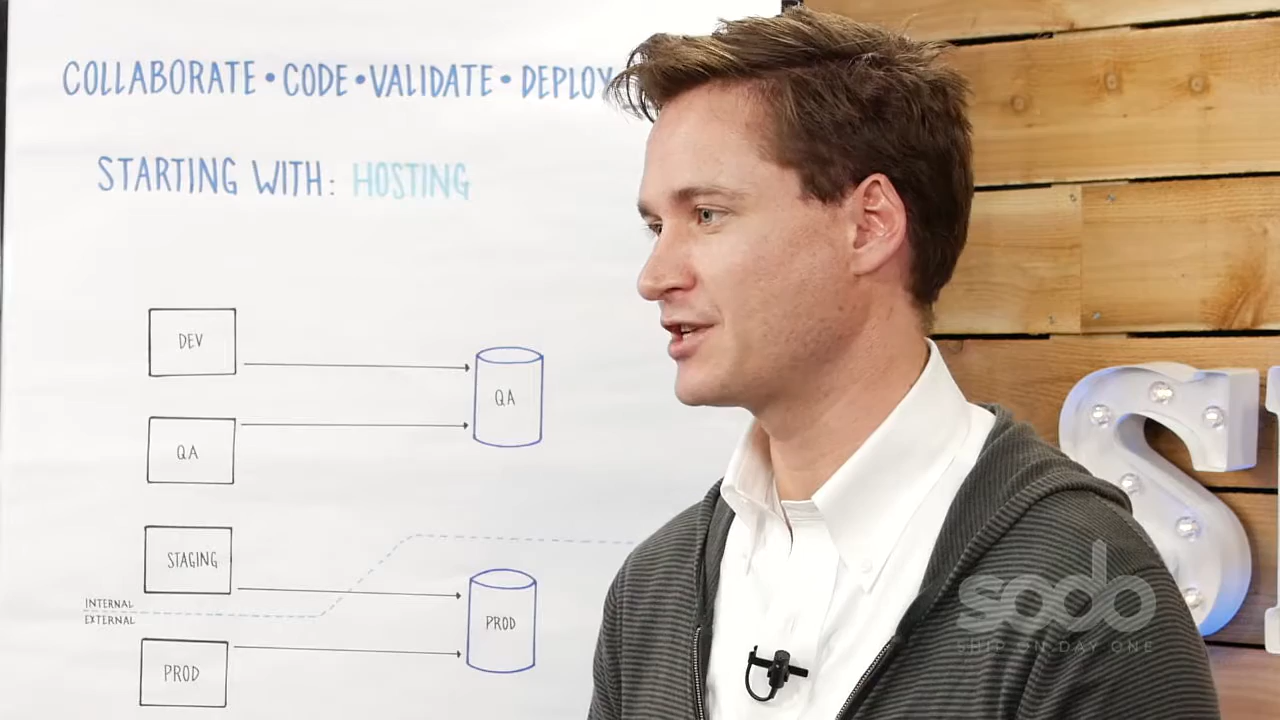 COLLABORATE • CODE • VALIDATE • DEPLOY
STARTING WITH: HOSTING
DEV
QA
QA
STAGING
INTERNAL
EXTERNAL
PROD
PROD
S
sodo
SHIP ON DAY ONE